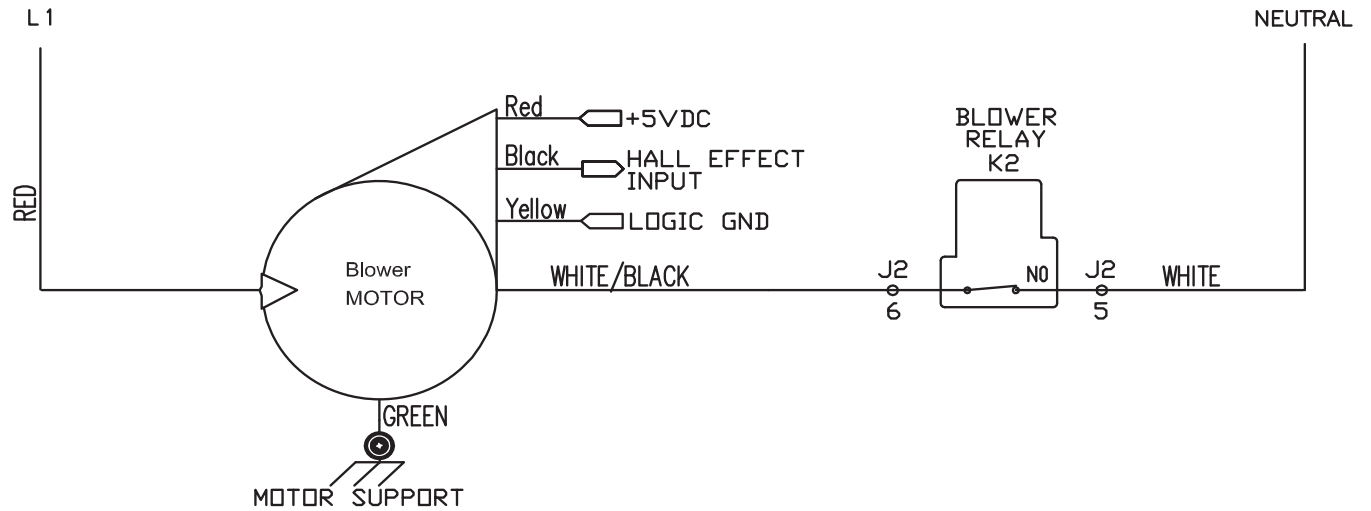 L1
NEUTRAL
Red
+5VDC
BLOWER
RELAY
K2
Black
HALL EFFECT
INPUT
RED
Yellow
LOGIC GND
Blower
MOTOR
WHITE/BLACK
J2
6
NO
J2
5
WHITE
GREEN
MOTOR SUPPORT